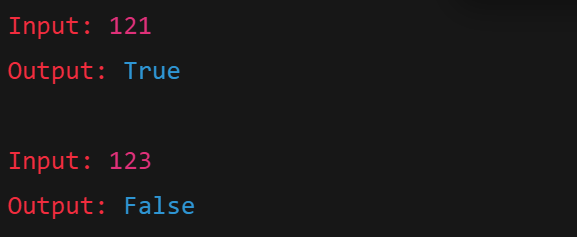 Input: 121
Output: True
Input: 123
Output: False